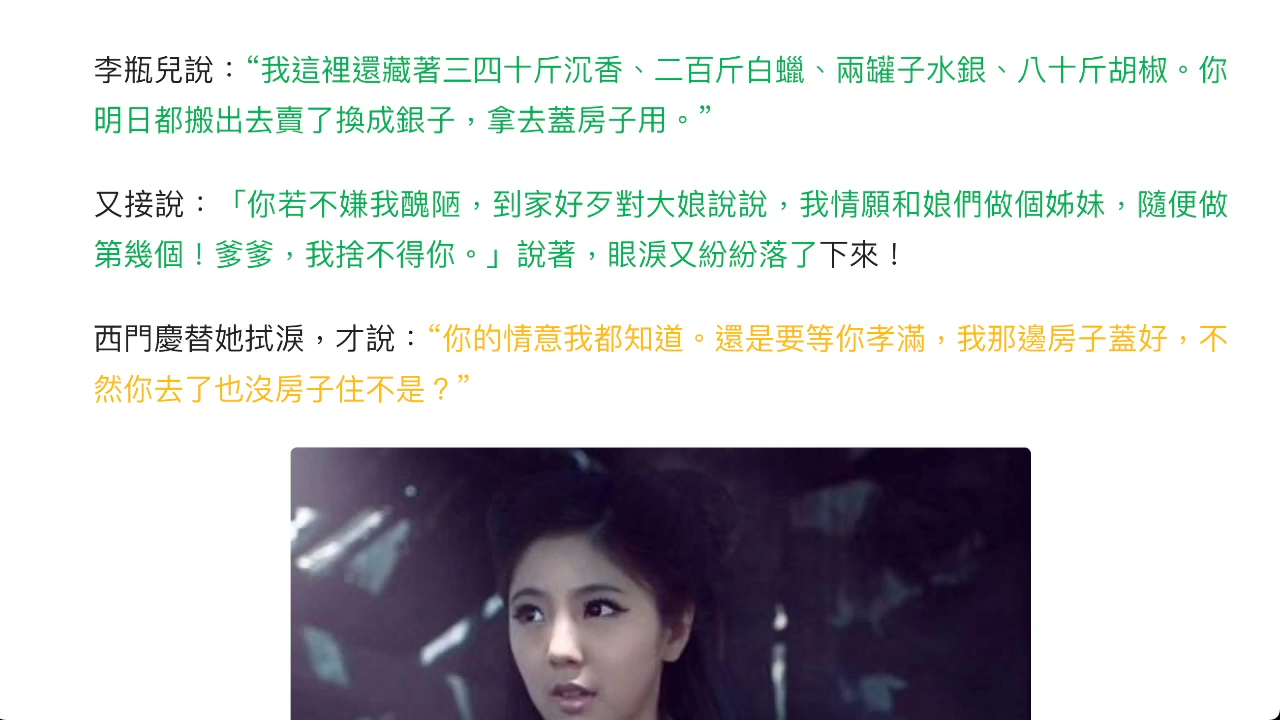 李瓶兒說：“我這裡還藏著三四十斤沉香、二百斤白蠟、兩罐子水銀、八十斤胡椒。你
明日都搬出去賣了換成銀子，拿去蓋房子用。”
又接說：「你若不嫌我醜陋，到家好歹對大娘說說，我情願和娘們做個姊妹，隨便做
第幾個！爹爹，我捨不得你。」說著，眼淚又紛紛落了下來！
西門慶替她拭淚，才說：“你的情意我都知道。還是要等你孝滿，我那邊房子蓋好，不
然你去了也沒房子住不是？”